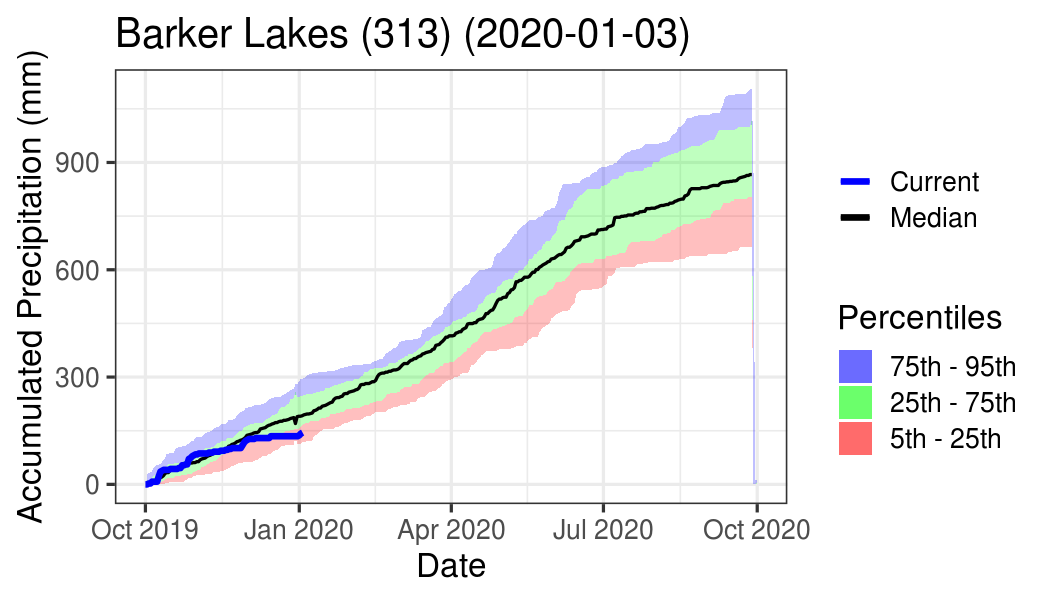 Barker Lakes (313) (2020-01-03)
Accumulated Precipitation (mm)
900
600
300
0
Oct 2019
Jan 2020
Apr 2020
Jul 2020
Oct 2020
Date
Current
Median
Percentiles
75th - 95th
25th - 75th
5th - 25th